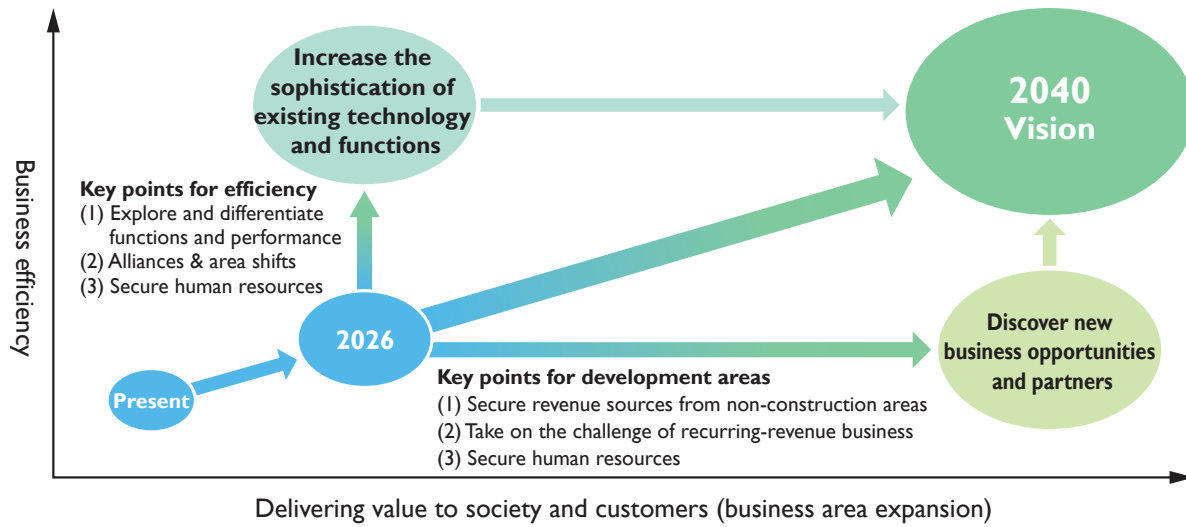 Business efficiency
Increase the
sophistication of
existing technology
and functions
2040
Vision
Key points for efficiency
(1) Explore and differentiate
functions and performance
(2) Alliances & area shifts
(3) Secure human resources
2026
Present
Discover new
business opportunities
and partners
Key points for development areas
(1) Secure revenue sources from non-construction areas
(2) Take on the challenge of recurring-revenue business
(3) Secure human resources
Delivering value to society and customers (business area expansion)